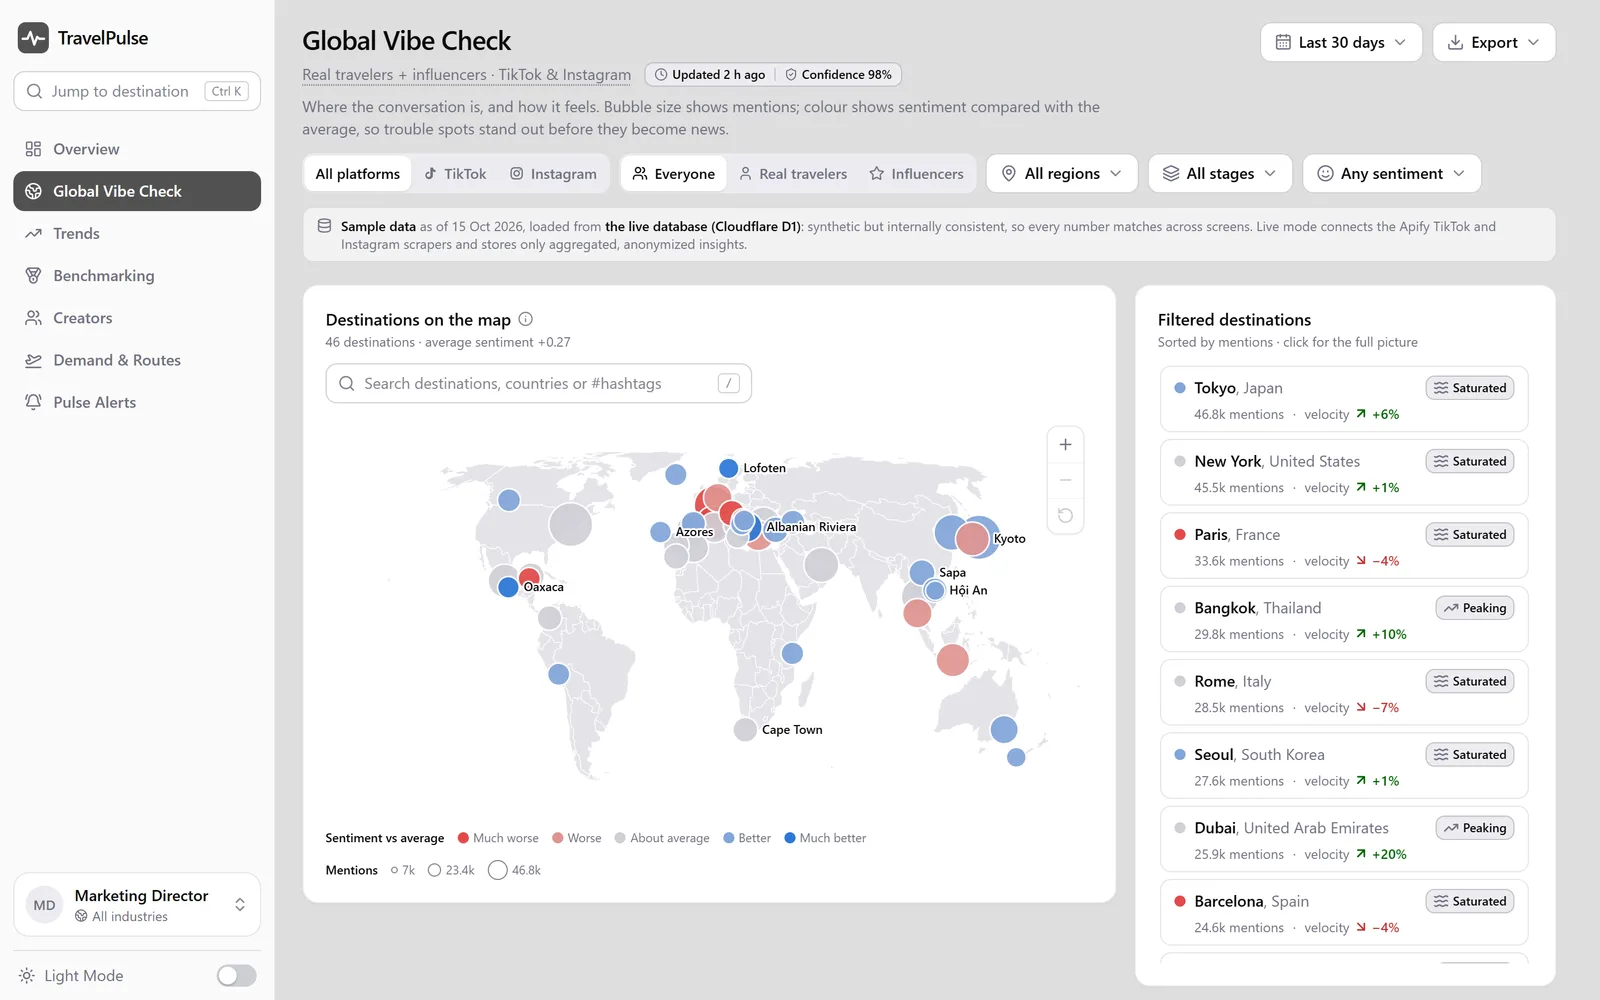 TravelPulse
Jump to destination
Ctrl K
Overview
Global Vibe Check
Trends
Benchmarking
Creators
Demand & Routes
Pulse Alerts
MD
Marketing Director
All industries
Light Mode
Global Vibe Check
Real travelers + influencers · TikTok & Instagram
Updated 2 h ago
Confidence 98%
Last 30 days
Export
Where the conversation is, and how it feels. Bubble size shows mentions; colour shows sentiment compared with the
average, so trouble spots stand out before they become news.
All platforms
TikTok
Instagram
Everyone
Real travelers
Influencers
All regions
All stages
Any sentiment
Sample data as of 15 Oct 2026, loaded from the live database (Cloudflare D1): synthetic but internally consistent, so every number matches across screens. Live mode connects the Apify TikTok and
Instagram scrapers and stores only aggregated, anonymized insights.
Destinations on the map
46 destinations · average sentiment +0.27
Search destinations, countries or #hashtags
/
Lofoten
Azores
Albanian Riviera
Kyoto
Sapa
Hội An
Oaxaca
Cape Town
Sentiment vs average
Much worse
Worse
About average
Better
Much better
Mentions
7k
23.4k
46.8k
Filtered destinations
Sorted by mentions · click for the full picture
Tokyo, Japan
Saturated
46.8k mentions · velocity +6%
New York, United States
Saturated
45.5k mentions · velocity +1%
Paris, France
Saturated
33.6k mentions · velocity −4%
Bangkok, Thailand
Peaking
29.8k mentions · velocity +10%
Rome, Italy
Saturated
28.5k mentions · velocity −7%
Seoul, South Korea
Saturated
27.6k mentions · velocity +1%
Dubai, United Arab Emirates
Peaking
25.9k mentions · velocity +20%
Barcelona, Spain
Saturated
24.6k mentions · velocity −4%